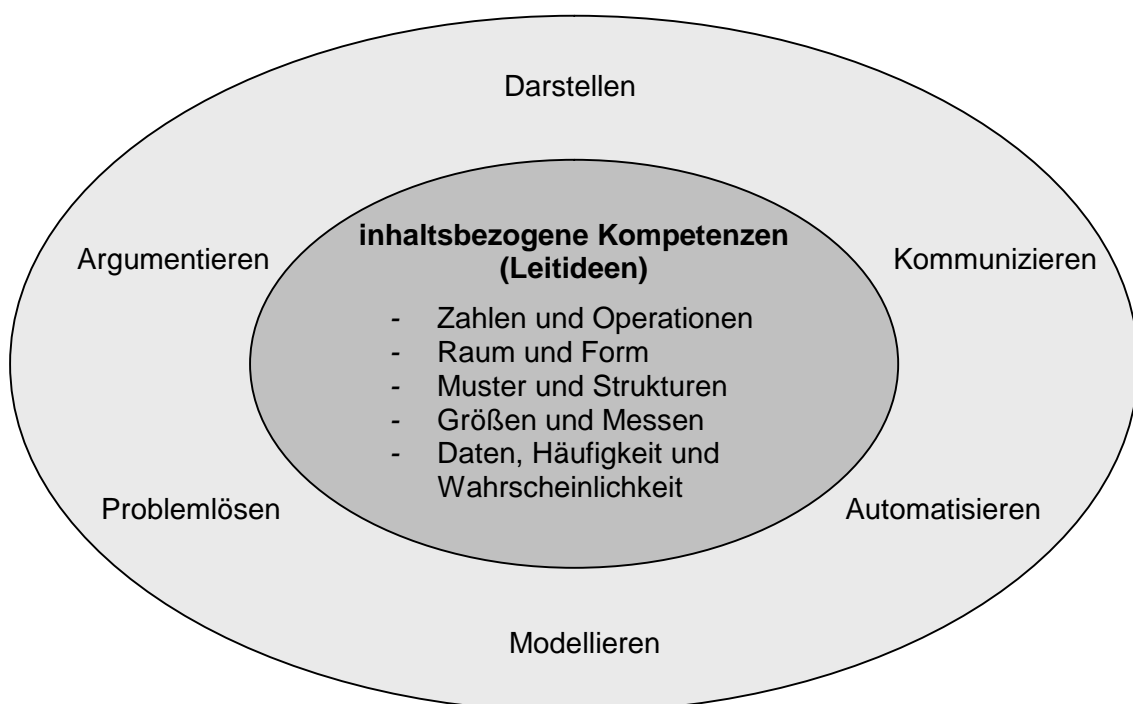 Darstellen
Argumentieren
Kommunizieren
inhaltsbezogene Kompetenzen
(Leitideen)
- Zahlen und Operationen
- Raum und Form
- Muster und Strukturen
- Größen und Messen
- Daten, Häufigkeit und
Wahrscheinlichkeit
Problemlösen
Automatisieren
Modellieren